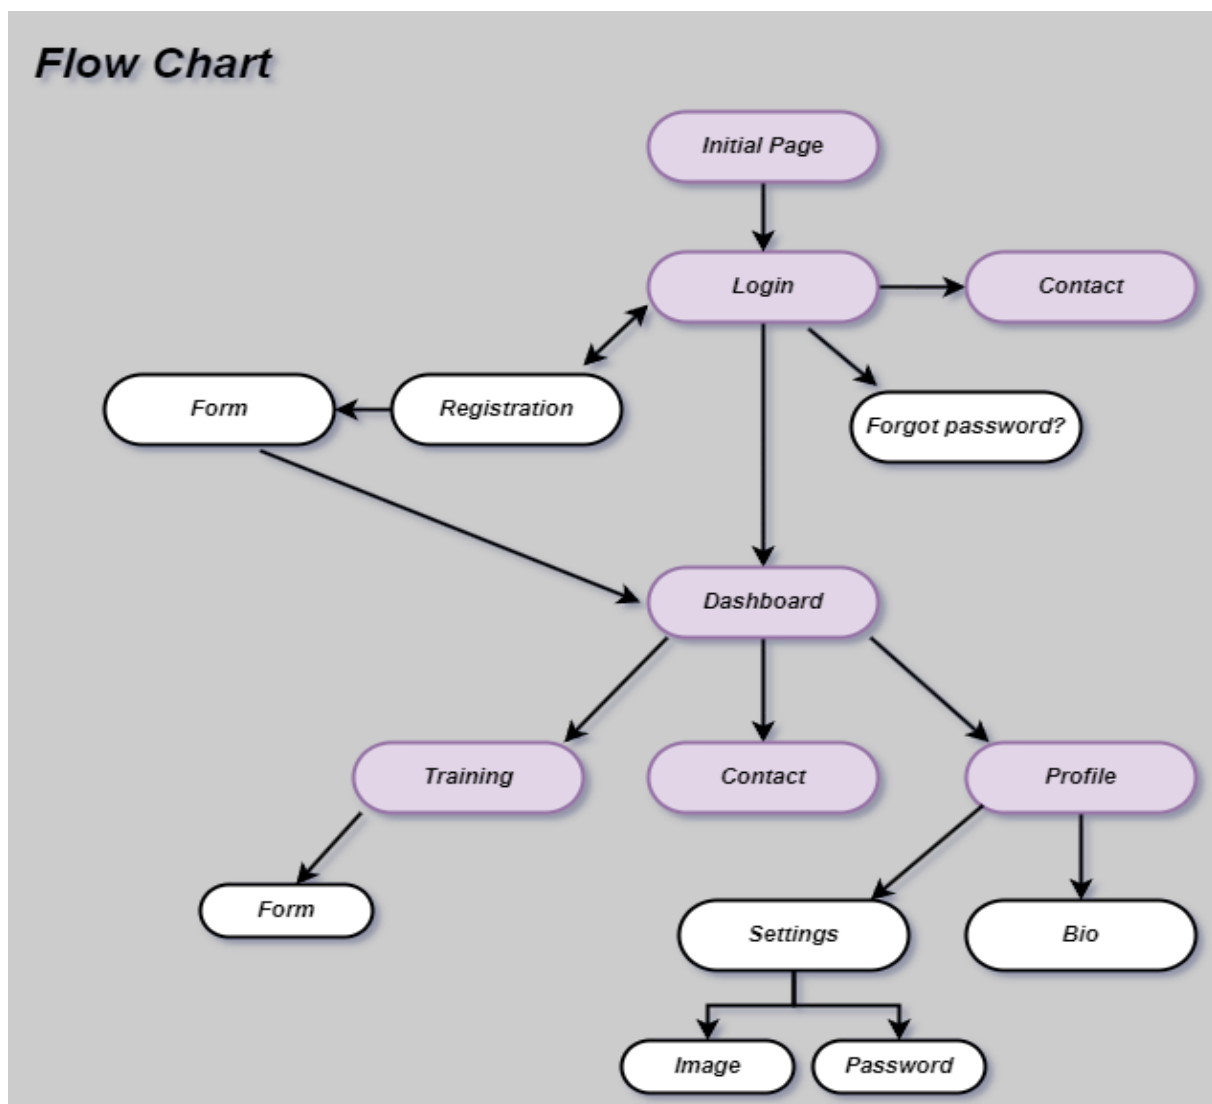 Flow Chart
Initial Page
Login
Contact
Form
Registration
Forgot password?
Dashboard
Training
Contact
Profile
Form
Settings
Bio
Image
Password